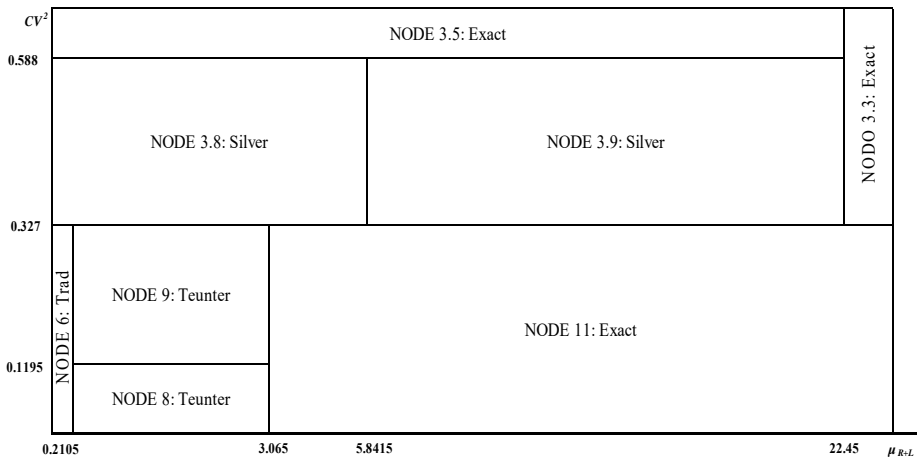 CV²
NODE 3.5: Exact
0.588
NODE 3.8: Silver
NODE 3.9: Silver
NODO 3.3: Exact
0.327
NODE 6: Trad
NODE 9: Teunter
NODE 11: Exact
0.1195
NODE 8: Teunter
0.2105 3.065 5.8415 22.45 μ R+L